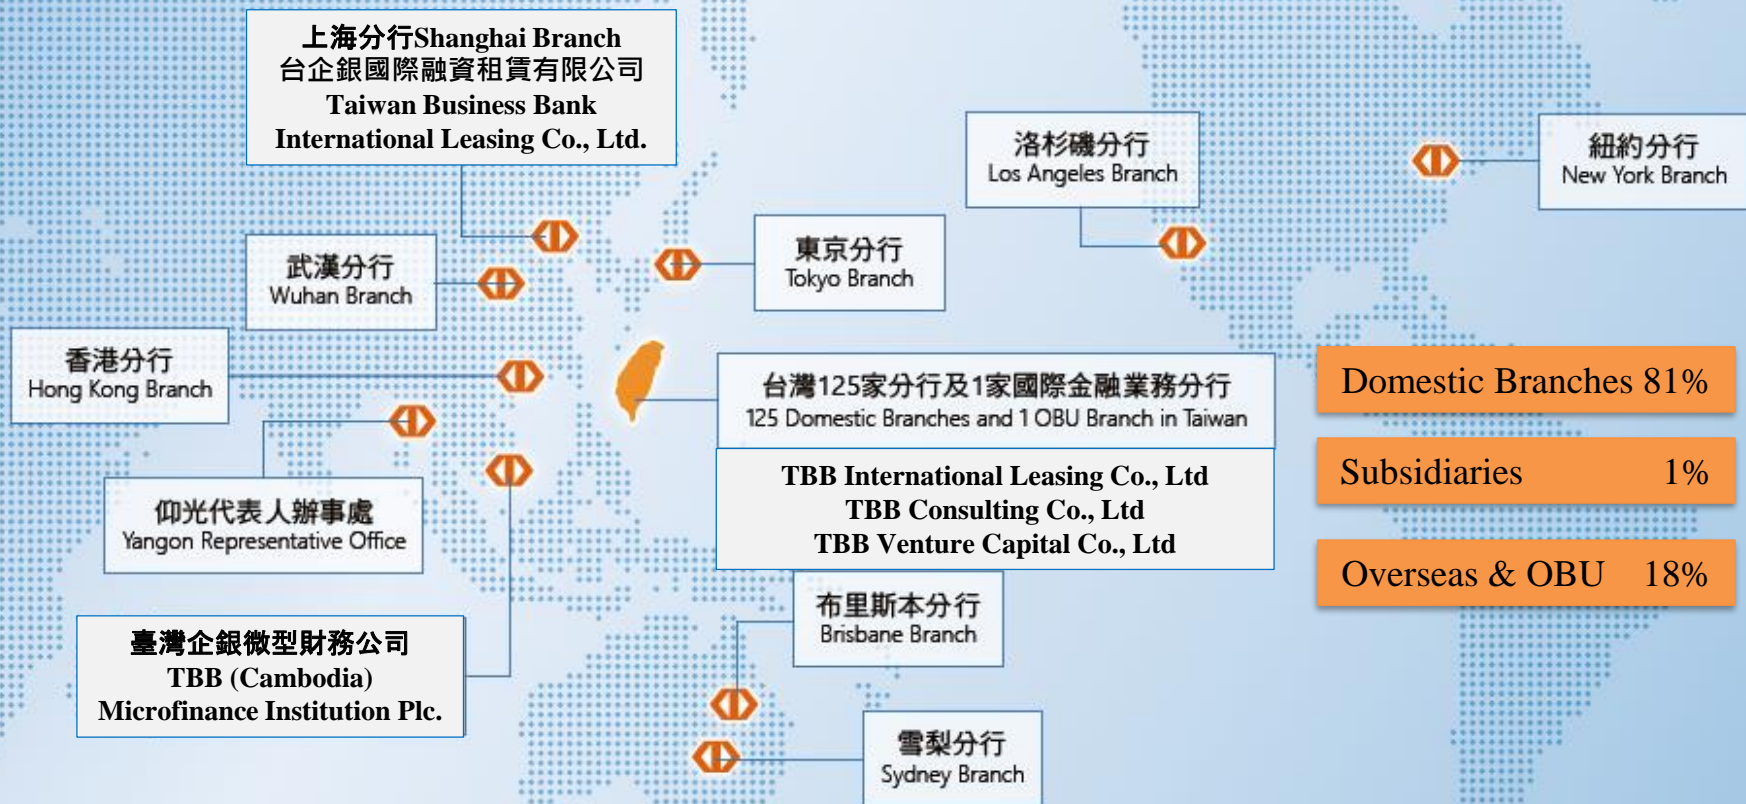 上海分行Shanghai Branch
台企銀國際融資租賃有限公司
Taiwan Business Bank
International Leasing Co., Ltd.
洛杉磯分行
Los Angeles Branch
紐約分行
New York Branch
武漢分行
Wuhan Branch
東京分行
Tokyo Branch
香港分行
Hong Kong Branch
台灣125家分行及1家國際金融業務分行
125 Domestic Branches and 1 OBU Branch in Taiwan
TBB International Leasing Co., Ltd
TBB Consulting Co., Ltd
TBB Venture Capital Co., Ltd
Domestic Branches 81%
Subsidiaries 1%
Overseas & OBU 18%
仰光代表人辦事處
Yangon Representative Office
臺灣企銀微型財務公司
TBB (Cambodia)
Microfinance Institution Plc.
布里斯本分行
Brisbane Branch
雪梨分行
Sydney Branch